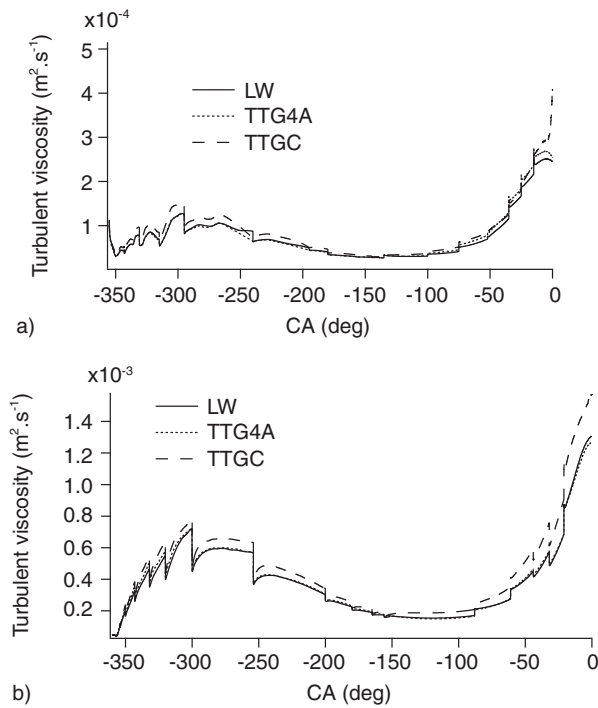 x10⁻⁴
Turbulent viscosity (m².s⁻¹)
5
4
3
2
1
LW
TTG4A
TTGC
-350 -300 -250 -200 -150 -100 -50 0
a) CA (deg)
x10⁻³
Turbulent viscosity (m².s⁻¹)
1.4
1.2
1.0
0.8
0.6
0.4
0.2
LW
TTG4A
TTGC
-350 -300 -250 -200 -150 -100 -50 0
b) CA (deg)